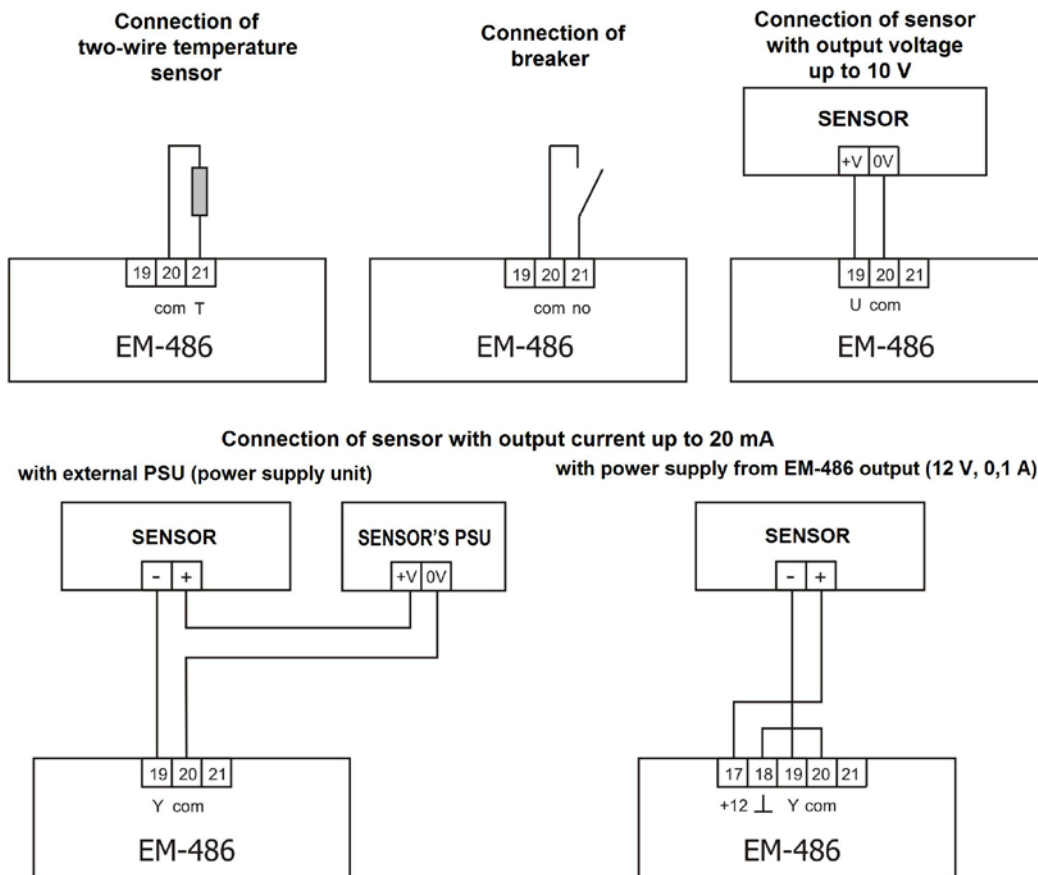 Connection of
two-wire temperature
sensor
19 20 21
com T
EM-486
Connection of
breaker
19 20 21
com no
EM-486
Connection of sensor
with output voltage
up to 10 V
SENSOR
+V 0V
19 20 21
U com
EM-486
Connection of sensor with output current up to 20 mA
with external PSU (power supply unit)
SENSOR
- +
SENSOR'S PSU
+V 0V
19 20 21
Y com
EM-486
with power supply from EM-486 output (12 V, 0,1 A)
SENSOR
- +
17 18 19 20 21
+12 ⊥ Y com
EM-486